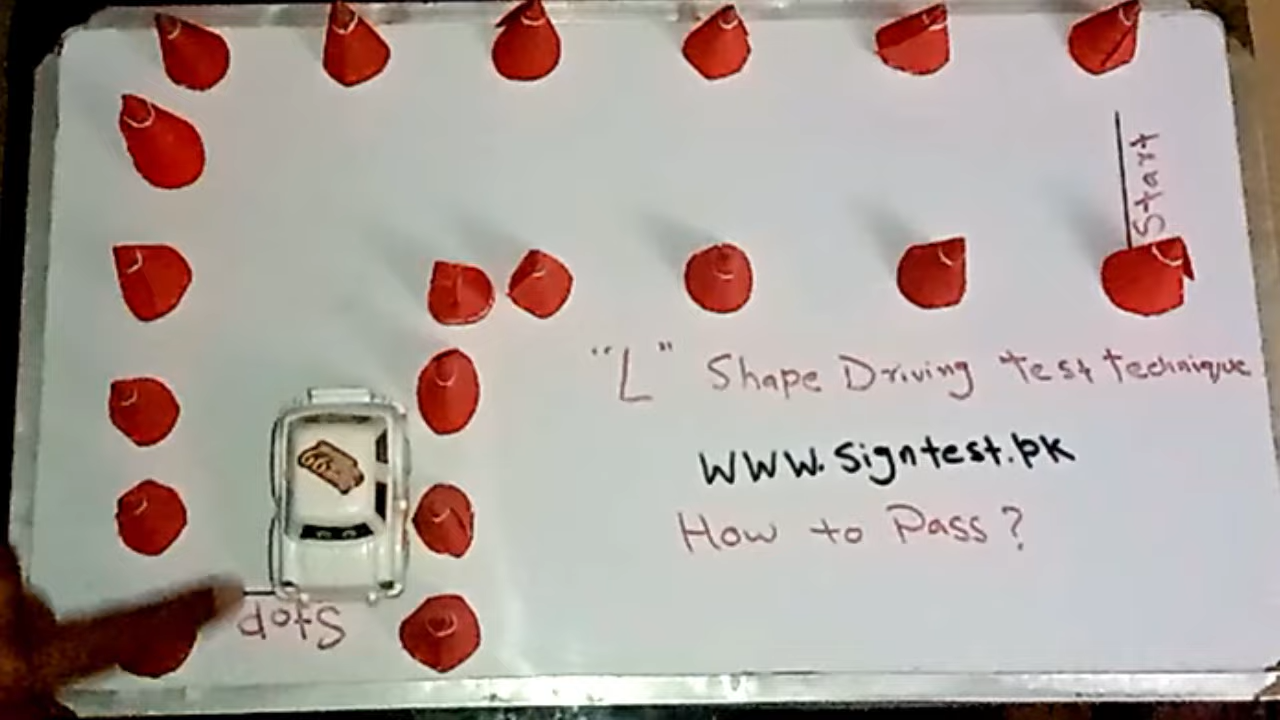 Start
"L" Shape Driving test technique
www.signtest.pk
How to Pass?
Stop